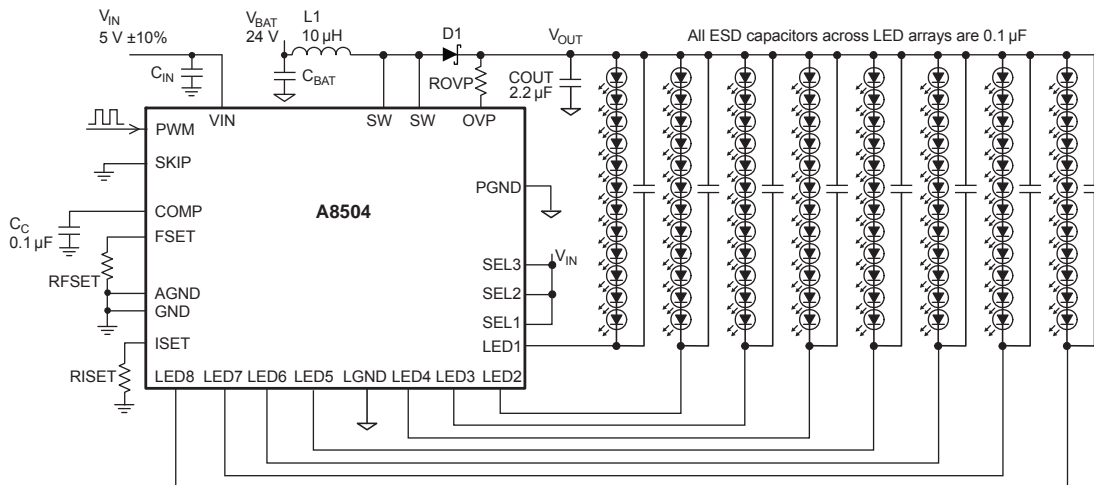 VIN
5 V ±10%
VBAT
24 V
L1
10 µH
D1
VOUT
All ESD capacitors across LED arrays are 0.1 µF
CIN
CBAT
ROVP
COUT
2.2 µF
VIN
SW
SW
OVP
PWM
SKIP
PGND
COMP
A8504
CC
0.1 µF
FSET
VIN
SEL3
RFSET
AGND
SEL2
GND
SEL1
ISET
LED1
RISET
LED8
LED7
LED6
LED5
LGND
LED4
LED3
LED2